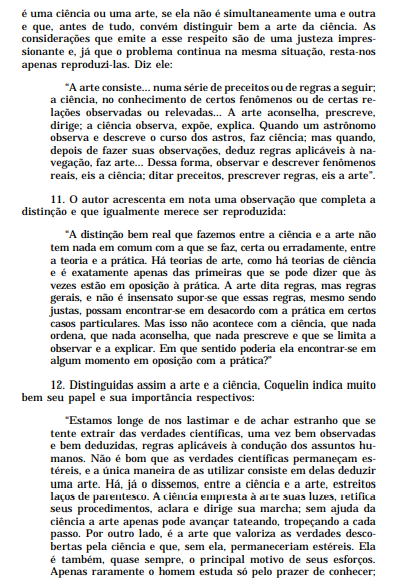 é uma ciência ou uma arte, se ela não é simultaneamente uma e outra
e que, antes de tudo, convém distinguir bem a arte da ciência. As
considerações que emite a esse respeito são de uma justeza impres-
sionante e, já que o problema continua na mesma situação, resta-nos
apenas reproduzi-las. Diz ele:
“A arte consiste... numa série de preceitos ou de regras a seguir;
a ciência, no conhecimento de certos fenômenos ou de certas re-
lações observadas ou relevadas... A arte aconselha, prescreve,
dirige; a ciência observa, expõe, explica. Quando um astrônomo
observa e descreve o curso dos astros, faz ciência; mas quando,
depois de fazer suas observações, deduz regras aplicáveis à na-
vegação, faz arte... Dessa forma, observar e descrever fenômenos
reais, eis a ciência; ditar preceitos, prescrever regras, eis a arte”.
11. O autor acrescenta em nota uma observação que completa a
distinção e que igualmente merece ser reproduzida:
“A distinção bem real que fazemos entre a ciência e a arte não
tem nada em comum com a que se faz, certa ou erradamente, entre
a teoria e a prática. Há teorias de arte, como há teorias de ciência
e é exatamente apenas das primeiras que se pode dizer que às
vezes estão em oposição à prática. A arte dita regras, mas regras
gerais, e não é insensato supor-se que essas regras, mesmo sendo
justas, possam encontrar-se em desacordo com a prática em certos
casos particulares. Mas isso não acontece com a ciência, que nada
ordena, que nada aconselha, que nada prescreve e que se limita a
observar e a explicar. Em que sentido poderia ela encontrar-se em
algum momento em oposição com a prática?”
12. Distinguidas assim a arte e a ciência, Coquelin indica muito
bem seu papel e sua importância respectivos:
“Estamos longe de nos lastimar e de achar estranho que se
tente extrair das verdades científicas, uma vez bem observadas
e bem deduzidas, regras aplicáveis à condução dos assuntos hu-
manos. Não é bom que as verdades científicas permaneçam es-
téreis, e a única maneira de as utilizar consiste em delas deduzir
uma arte. Há, já o dissemos, entre a ciência e a arte, estreitos
laços de parentesco. A ciência empresta à arte suas luzes, retifica
seus procedimentos, aclara e dirige sua marcha; sem ajuda da
ciência a arte apenas pode avançar tateando, tropeçando a cada
passo. Por outro lado, é a arte que valoriza as verdades desco-
bertas pela ciência e que, sem ela, permaneceriam estéreis. Ela
é também, quase sempre, o principal motivo de seus esforços.
Apenas raramente o homem estuda só pelo prazer de conhecer;